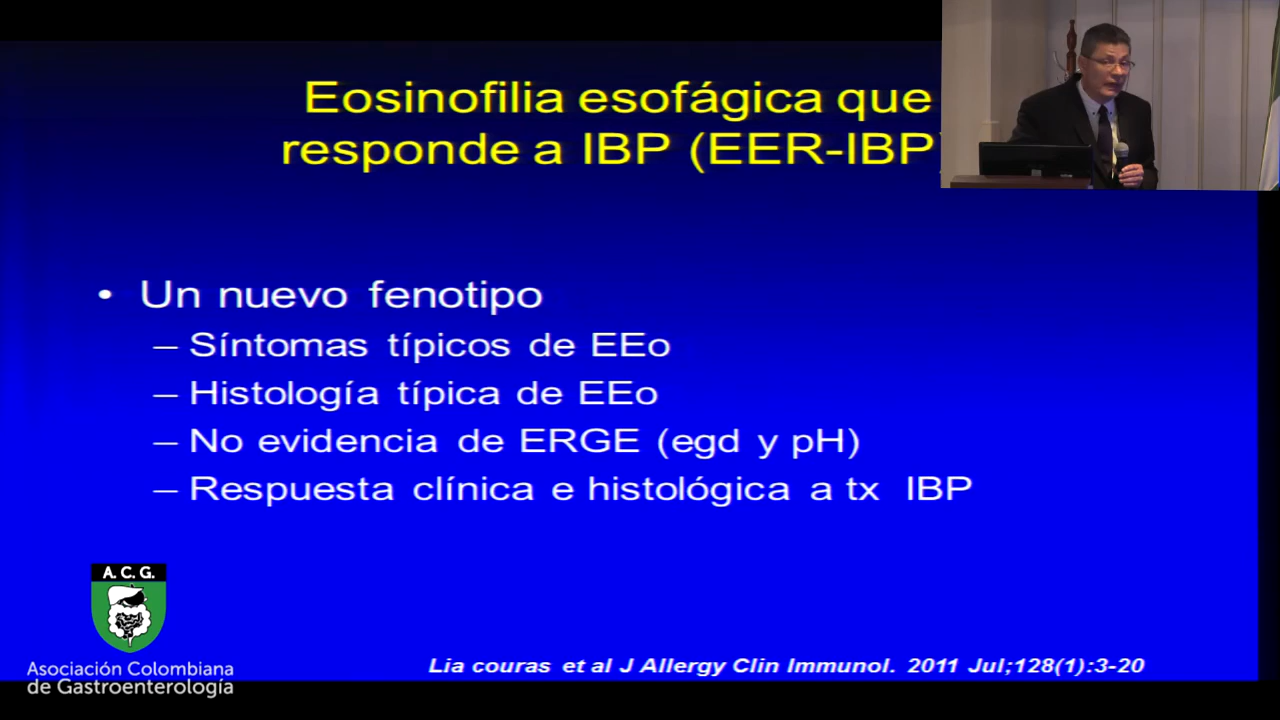 Eosinofilia esofágica que
responde a IBP (EER-IBP)
• Un nuevo fenotipo
– Síntomas típicos de EEo
– Histología típica de EEo
– No evidencia de ERGE (egd y pH)
– Respuesta clínica e histológica a tx IBP
A. C. G.
Asociación Colombiana
de Gastroenterología
Lia couras et al J Allergy Clin Immunol. 2011 Jul;128(1):3-20